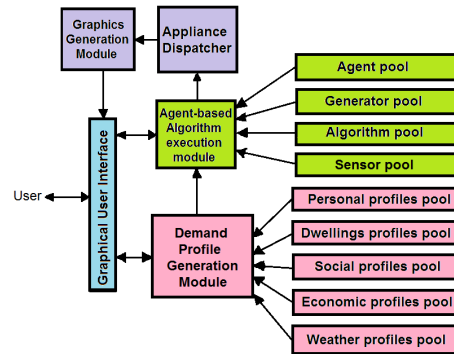 Graphics
Generation
Module
Appliance
Dispatcher
Agent-based
Algorithm
execution
module
Agent pool
Generator pool
Algorithm pool
Sensor pool
User
Graphical User Interface
Demand
Profile
Generation
Module
Personal profiles pool
Dwellings profiles pool
Social profiles pool
Economic profiles pool
Weather profiles pool